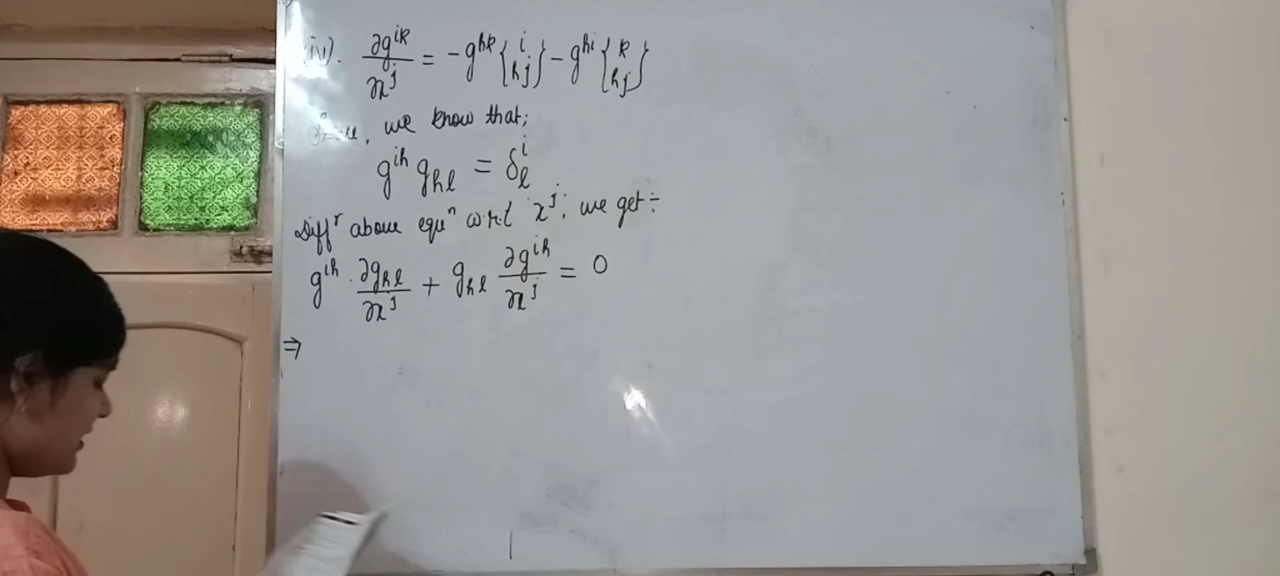 (iv). ∂g^{ik}/∂x^j = -g^{hk} {i hj} - g^{hi} {k hj}
we know that;
g^{ih} g_{hl} = δ^i_l
Diff^r above equ^n w.r.t x^j; we get:-
g^{ih} · ∂g_{hl}/∂x^j + g_{hl} ∂g^{ih}/∂x^j = 0
⇒